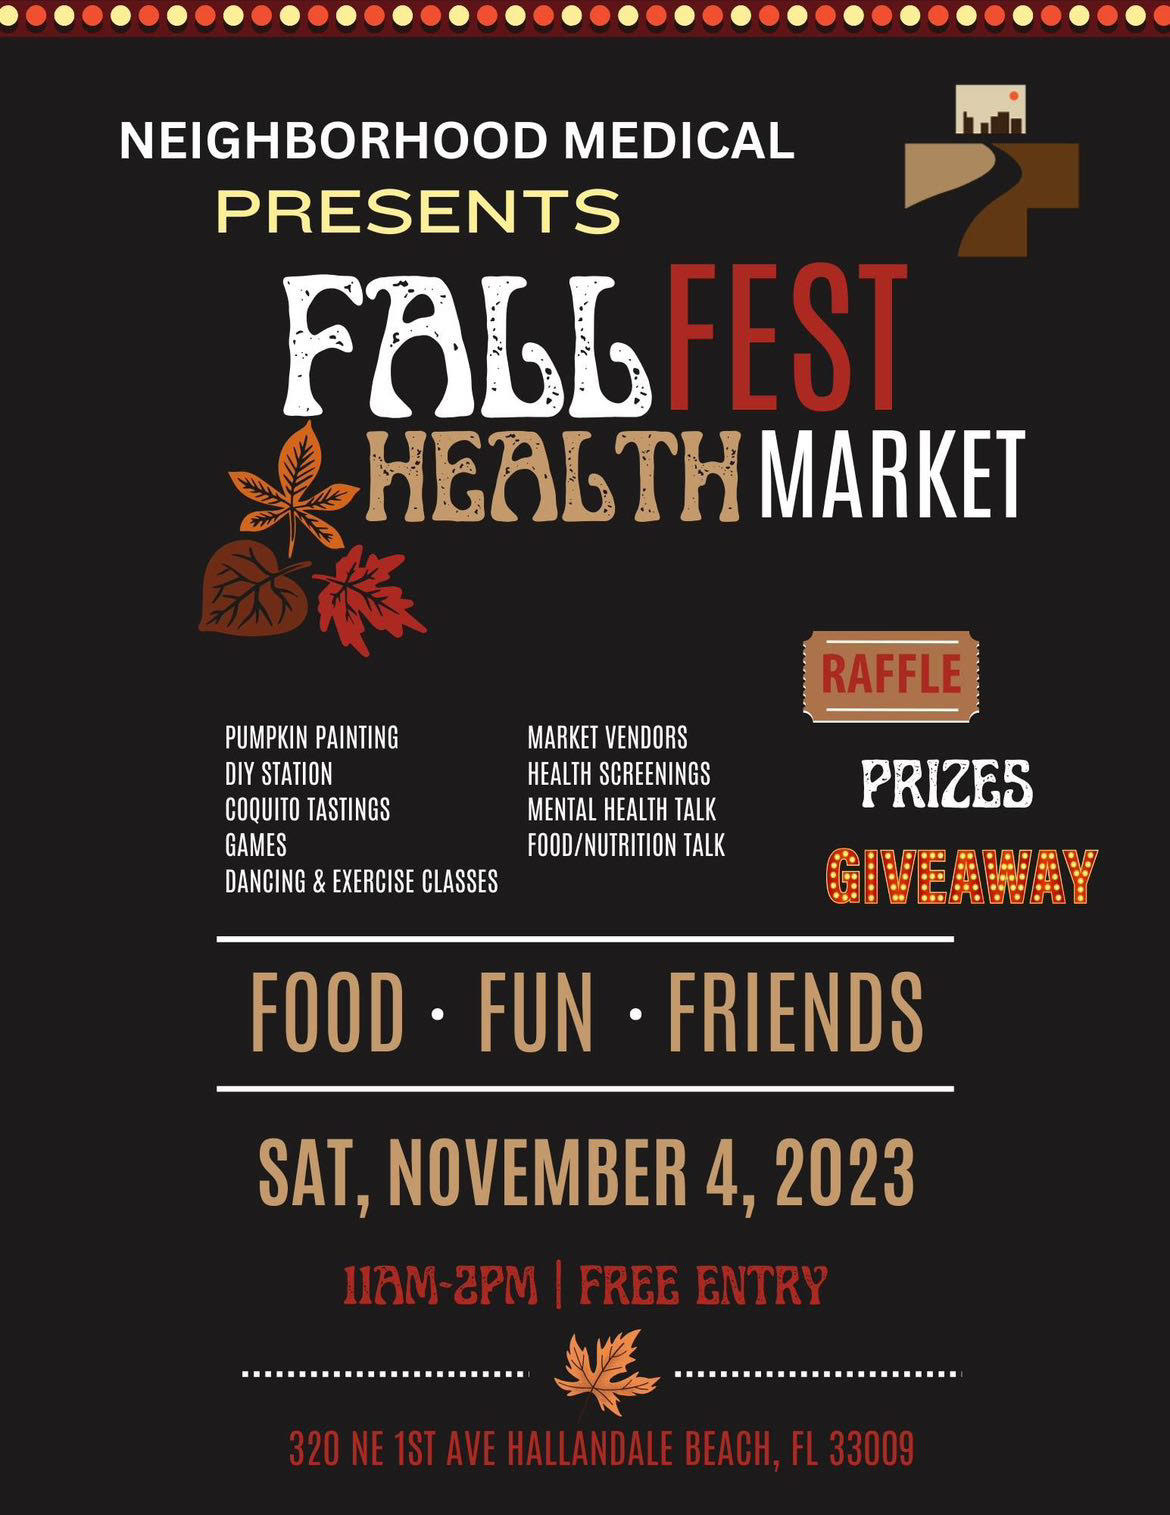 NEIGHBORHOOD MEDICAL
PRESENTS
FALL FEST
HEALTH MARKET
PUMPKIN PAINTING
DIY STATION
COQUITO TASTINGS
GAMES
DANCING & EXERCISE CLASSES
MARKET VENDORS
HEALTH SCREENINGS
MENTAL HEALTH TALK
FOOD/NUTRITION TALK
RAFFLE
PRIZES
GIVEAWAY
FOOD · FUN · FRIENDS
SAT, NOVEMBER 4, 2023
11AM-2PM | FREE ENTRY
320 NE 1ST AVE HALLANDALE BEACH, FL 33009